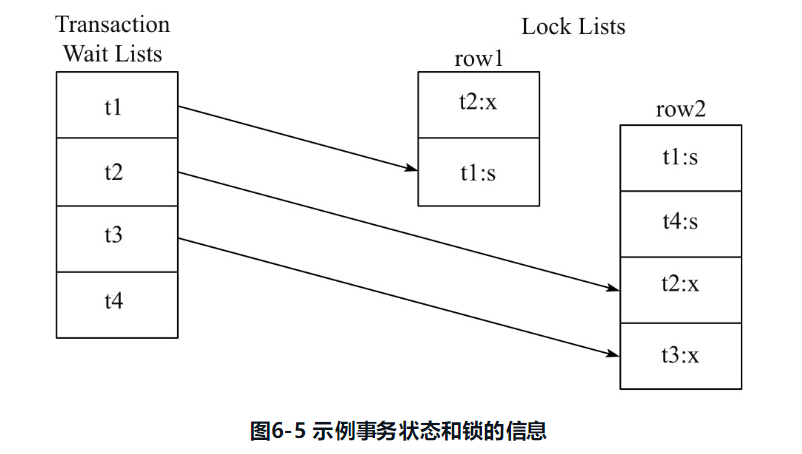 Transaction
Wait Lists
t1
t2
t3
t4
Lock Lists
row1
t2:x
t1:s
row2
t1:s
t4:s
t2:x
t3:x
图6-5 示例事务状态和锁的信息